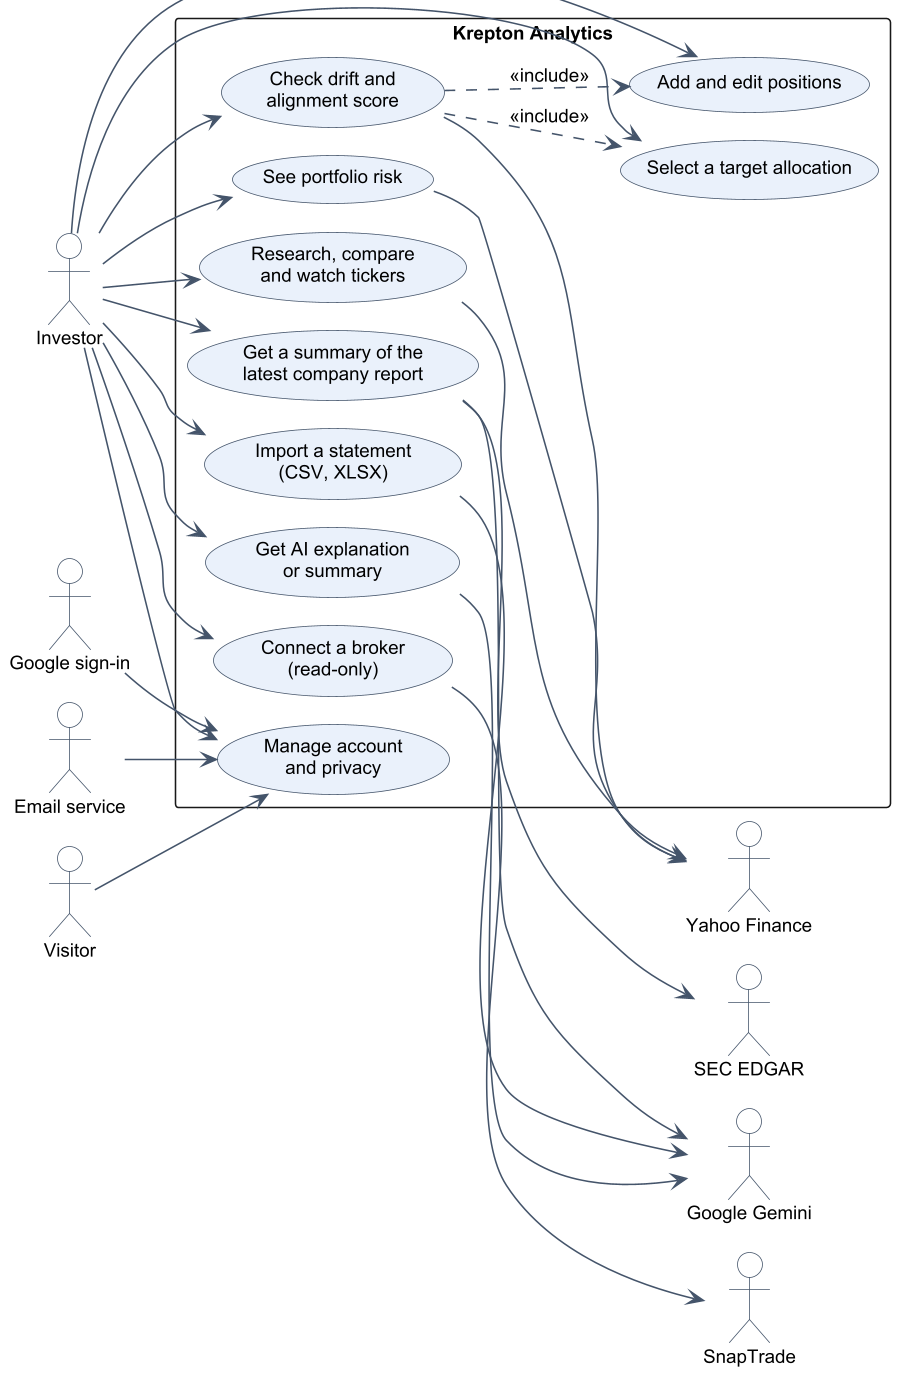 Krepton Analytics
Check drift and
alignment score
«include»
«include»
Add and edit positions
Select a target allocation
See portfolio risk
Research, compare
and watch tickers
Investor
Get a summary of the
latest company report
Import a statement
(CSV, XLSX)
Get AI explanation
or summary
Connect a broker
(read-only)
Google sign-in
Manage account
and privacy
Email service
Visitor
Yahoo Finance
SEC EDGAR
Google Gemini
SnapTrade